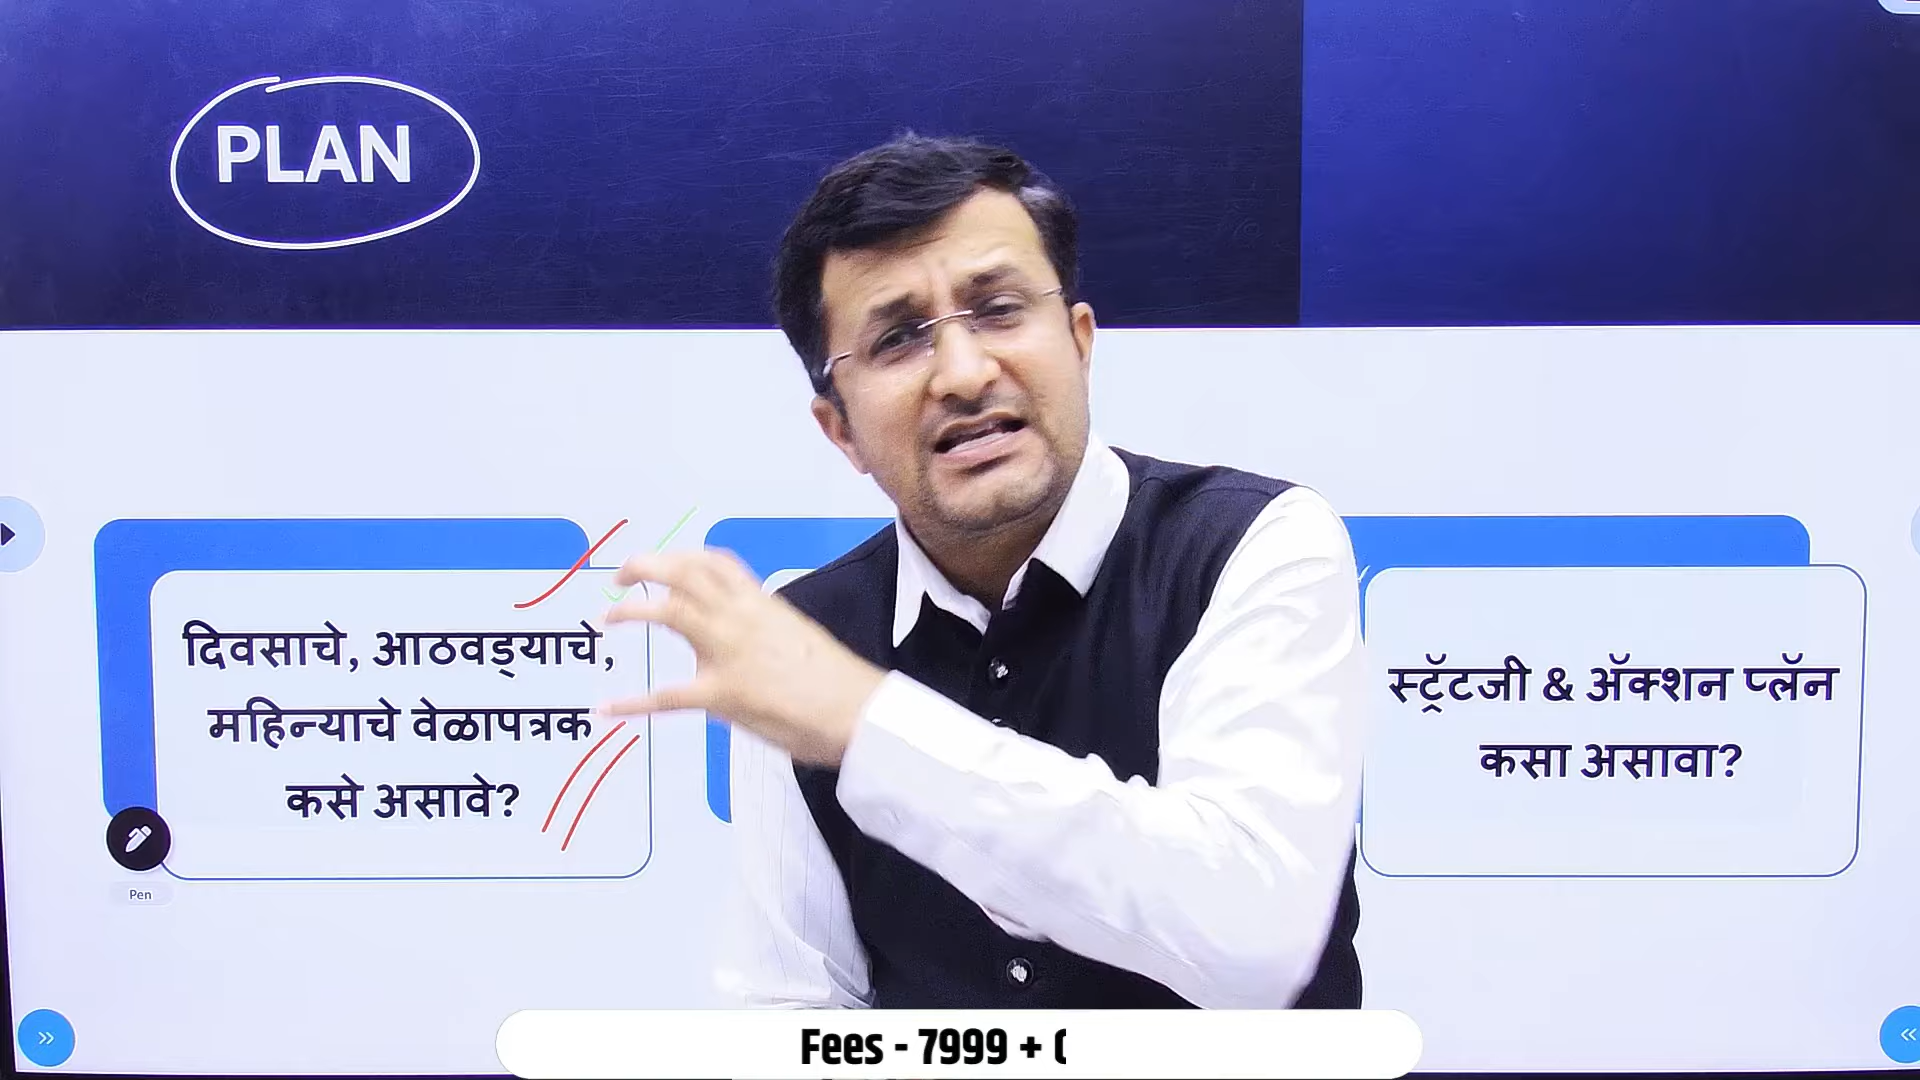 PLAN
दिवसाचे, आठवड्याचे,
महिन्याचे वेळापत्रक
कसे असावे?
स्ट्रॅटजी & ॲक्शन प्लॅन
कसा असावा?
Pen
Fees - 7999 +